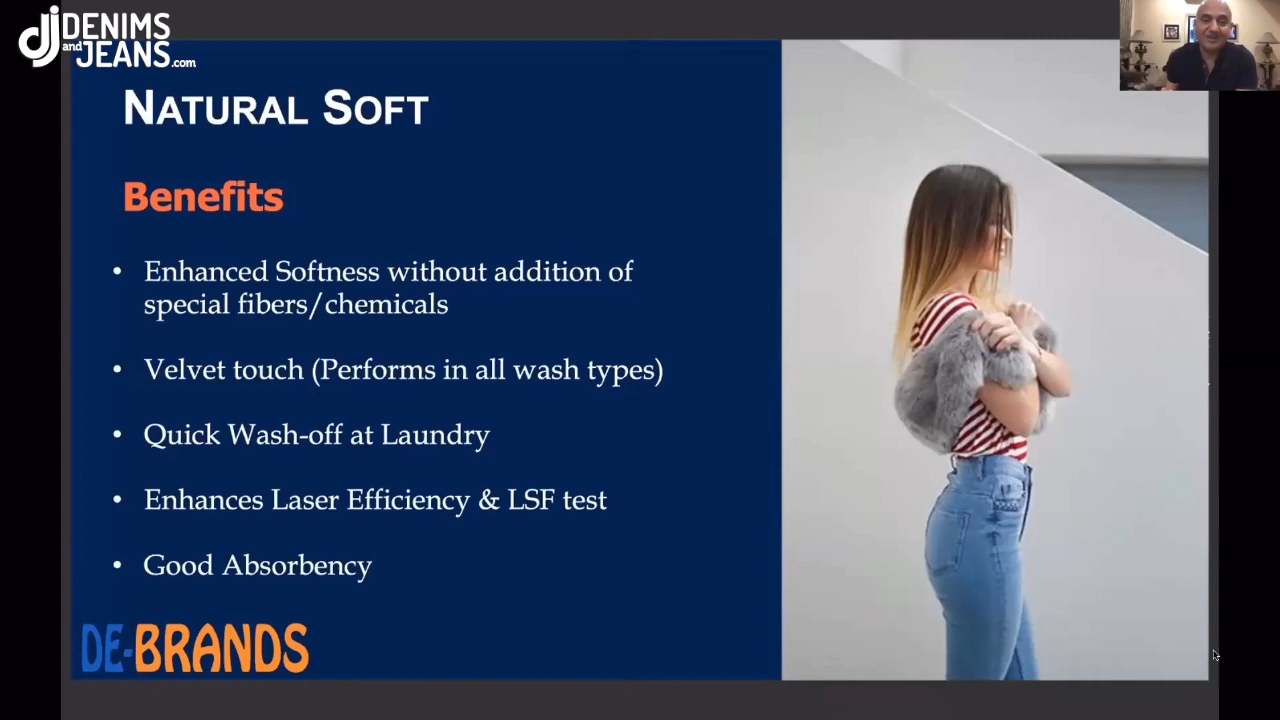 dj DENIMS
and JEANS.com
NATURAL SOFT
Benefits
• Enhanced Softness without addition of
special fibers/chemicals
• Velvet touch (Performs in all wash types)
• Quick Wash-off at Laundry
• Enhances Laser Efficiency & LSF test
• Good Absorbency
DE-BRANDS